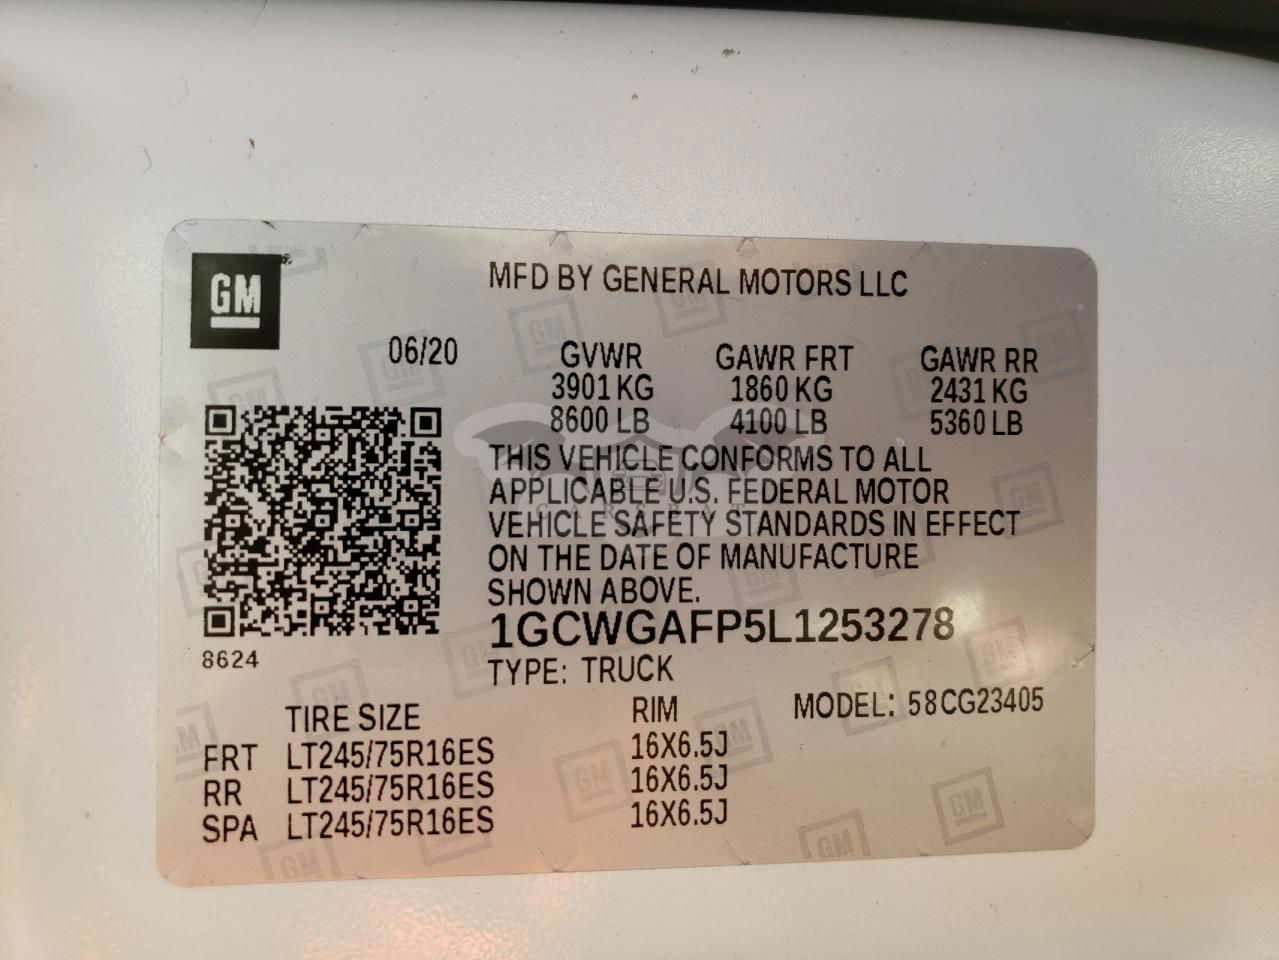 GM
MFD BY GENERAL MOTORS LLC
06/20 GVWR GAWR FRT GAWR RR
3901 KG 1860 KG 2431 KG
8600 LB 4100 LB 5360 LB
THIS VEHICLE CONFORMS TO ALL
APPLICABLE U.S. FEDERAL MOTOR
VEHICLE SAFETY STANDARDS IN EFFECT
ON THE DATE OF MANUFACTURE
SHOWN ABOVE.
1GCWGAFP5L1253278
8624
TYPE: TRUCK
TIRE SIZE RIM MODEL: 58CG23405
FRT LT245/75R16ES 16X6.5J
RR LT245/75R16ES 16X6.5J
SPA LT245/75R16ES 16X6.5J